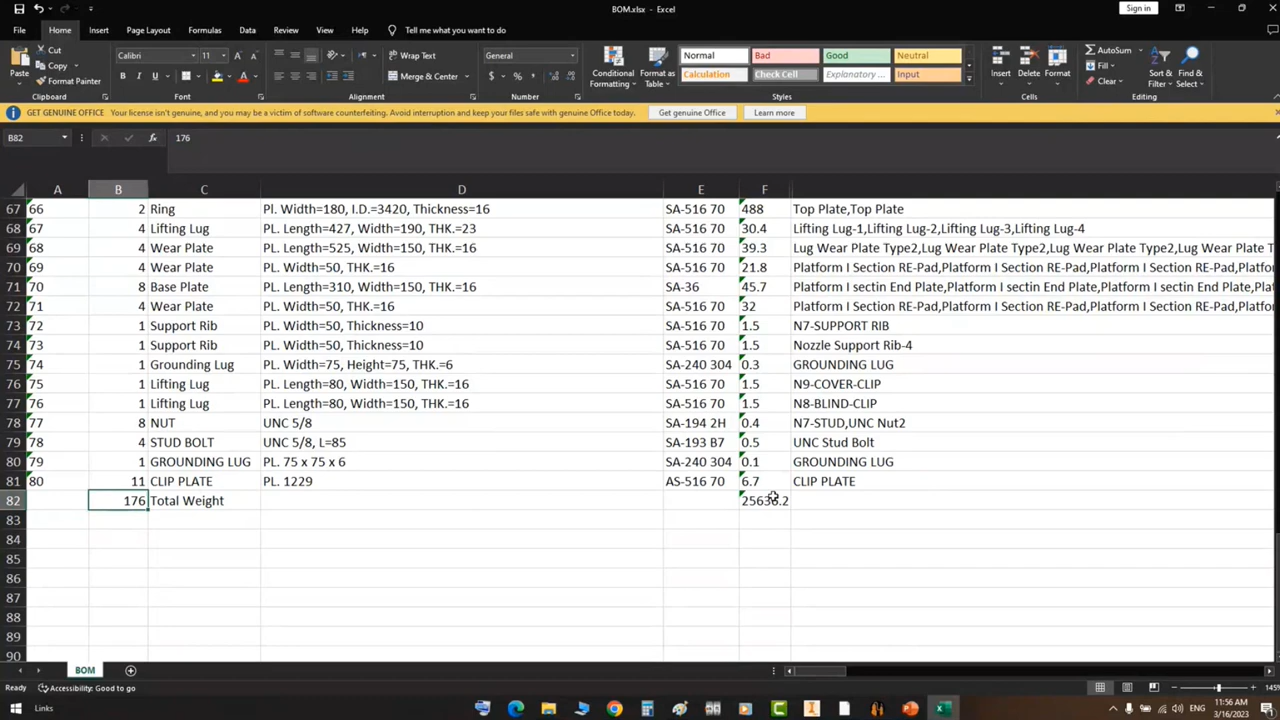 BOM.xlsx - Excel
Sign in
File Home Insert Page Layout Formulas Data Review View Help Tell me what you want to do
Paste
Cut
Copy
Format Painter
Clipboard
Calibri 11
B I U
Font
Wrap Text
Merge & Center
Alignment
General
$ % ,
Number
Conditional Formatting
Format as Table
Normal Bad Good Neutral
Calculation Check Cell Explanary ... Input
Styles
Insert Delete Format
Cells
AutoSum
Fill
Clear
Sort & Filter
Find & Select
Editing
GET GENUINE OFFICE Your license isn't genuine, and you may be a victim of software counterfeiting. Avoid interruption and keep your files safe with genuine Office today. Get genuine Office Learn more
B82 fx 176
A B C D E F
67 66 2 Ring Pl. Width=180, I.D.=3420, Thickness=16 SA-516 70 488 Top Plate,Top Plate
68 67 4 Lifting Lug PL. Length=427, Width=190, THK.=23 SA-516 70 30.4 Lifting Lug-1,Lifting Lug-2,Lifting Lug-3,Lifting Lug-4
69 68 4 Wear Plate PL. Length=525, Width=150, THK.=16 SA-516 70 39.3 Lug Wear Plate Type2,Lug Wear Plate Type2,Lug Wear Plate Type2,Lug Wear Plate T
70 69 4 Wear Plate PL. Width=50, THK.=16 SA-516 70 21.8 Platform I Section RE-Pad,Platform I Section RE-Pad,Platform I Section RE-Pad,Platfor
71 70 8 Base Plate PL. Length=310, Width=150, THK.=16 SA-36 45.7 Platform I sectin End Plate,Platform I sectin End Plate,Platform I sectin End Plate,Platfo
72 71 4 Wear Plate PL. Width=50, THK.=16 SA-516 70 32 Platform I Section RE-Pad,Platform I Section RE-Pad,Platform I Section RE-Pad,Platfor
73 72 1 Support Rib PL. Width=50, Thickness=10 SA-516 70 1.5 N7-SUPPORT RIB
74 73 1 Support Rib PL. Width=50, Thickness=10 SA-516 70 1.5 Nozzle Support Rib-4
75 74 1 Grounding Lug PL. Width=75, Height=75, THK.=6 SA-240 304 0.3 GROUNDING LUG
76 75 1 Lifting Lug PL. Length=80, Width=150, THK.=16 SA-516 70 1.5 N9-COVER-CLIP
77 76 1 Lifting Lug PL. Length=80, Width=150, THK.=16 SA-516 70 1.5 N8-BLIND-CLIP
78 77 8 NUT UNC 5/8 SA-194 2H 0.4 N7-STUD,UNC Nut2
79 78 4 STUD BOLT UNC 5/8, L=85 SA-193 B7 0.5 UNC Stud Bolt
80 79 1 GROUNDING LUG PL. 75 x 75 x 6 SA-240 304 0.1 GROUNDING LUG
81 80 11 CLIP PLATE PL. 1229 AS-516 70 6.7 CLIP PLATE
82 176 Total Weight
83
84
85
86
87
88
89
90
BOM
Ready Accessibility: Good to go 145%
Links 11:56 AM
3/16/2023